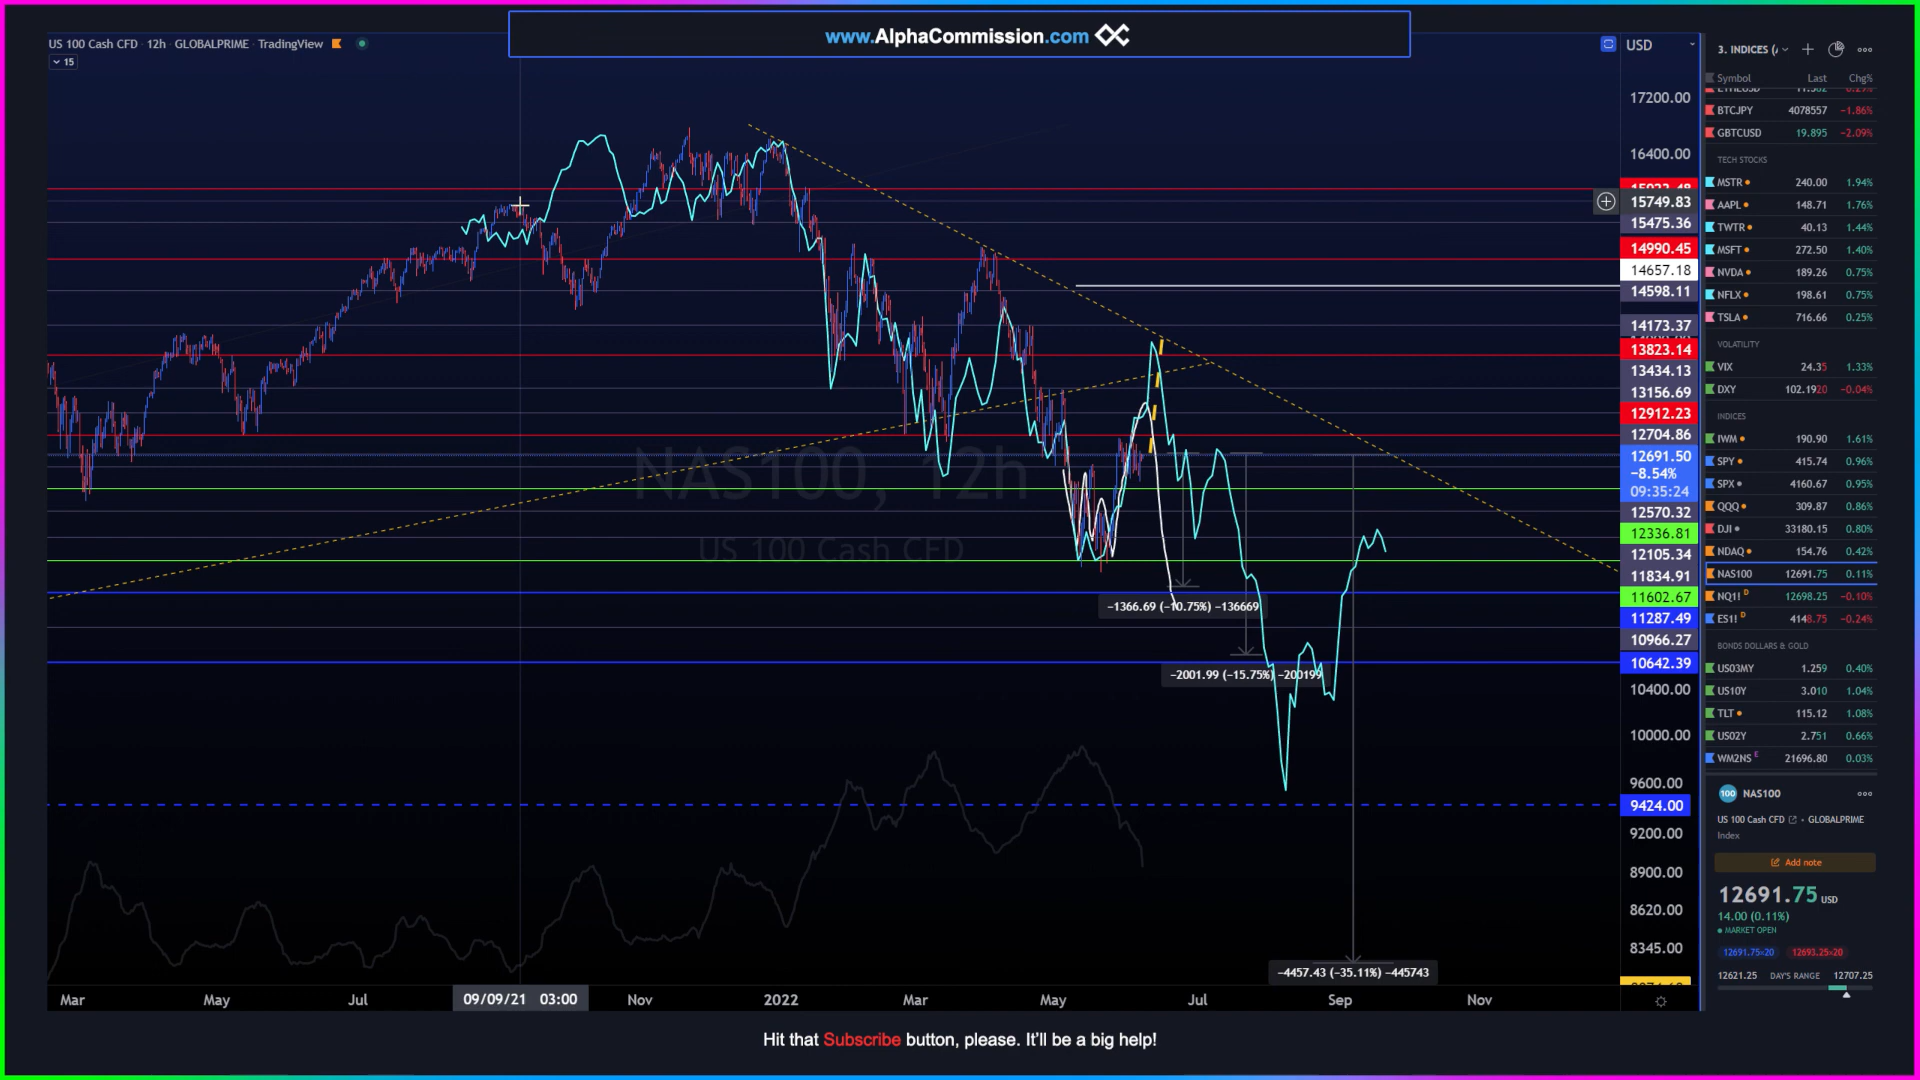 www.AlphaCommission.com
US 100 Cash CFD · 12h · GLOBALPRIME · TradingView
15
USD
17200.00
16400.00
15749.83
15475.36
14990.45
14657.18
14598.11
14173.37
13823.14
13434.13
13156.69
12912.23
12704.86
12691.50
−8.54%
09:35:24
12570.32
12336.81
12105.34
11834.91
11602.67
11287.49
10966.27
10642.39
10400.00
10000.00
9600.00
9424.00
9200.00
8900.00
8620.00
8345.00
NAS100, 12h
US 100 Cash CFD
−1366.69 (−10.75%) −136669
−2001.99 (−15.75%) −200199
−4457.43 (−35.11%) −445743
Mar May Jul 09/09/21 03:00 Nov 2022 Mar May Jul Sep Nov
3. INDICES (
Symbol Last Chg%
BTCJPY 4078557 −1.86%
GBTCUSD 19.895 −2.09%
TECH STOCKS
MSTR 240.00 1.94%
AAPL 148.71 1.76%
TWTR 40.13 1.44%
MSFT 272.50 1.40%
NVDA 189.26 0.75%
NFLX 198.61 0.75%
TSLA 716.66 0.25%
VOLATILITY
VIX 24.35 1.33%
DXY 102.1920 −0.04%
INDICES
IWM 190.90 1.61%
SPY 415.74 0.96%
SPX 4160.67 0.95%
QQQ 309.87 0.86%
DJI 33180.15 0.80%
NDAQ 154.76 0.42%
NAS100 12691.75 0.11%
NQ1! D 12698.25 −0.10%
ES1! D 4148.75 −0.24%
BONDS DOLLARS & GOLD
US03MY 1.259 0.40%
US10Y 3.010 1.04%
TLT 115.12 1.08%
US02Y 2.751 0.66%
WM2NS E 21696.80 0.03%
100 NAS100
US 100 Cash CFD • GLOBALPRIME
Index
Add note
12691.75 USD
14.00 (0.11%)
MARKET OPEN
12691.75×20 12693.25×20
12621.25 DAY'S RANGE 12707.25
Hit that Subscribe button, please. It'll be a big help!